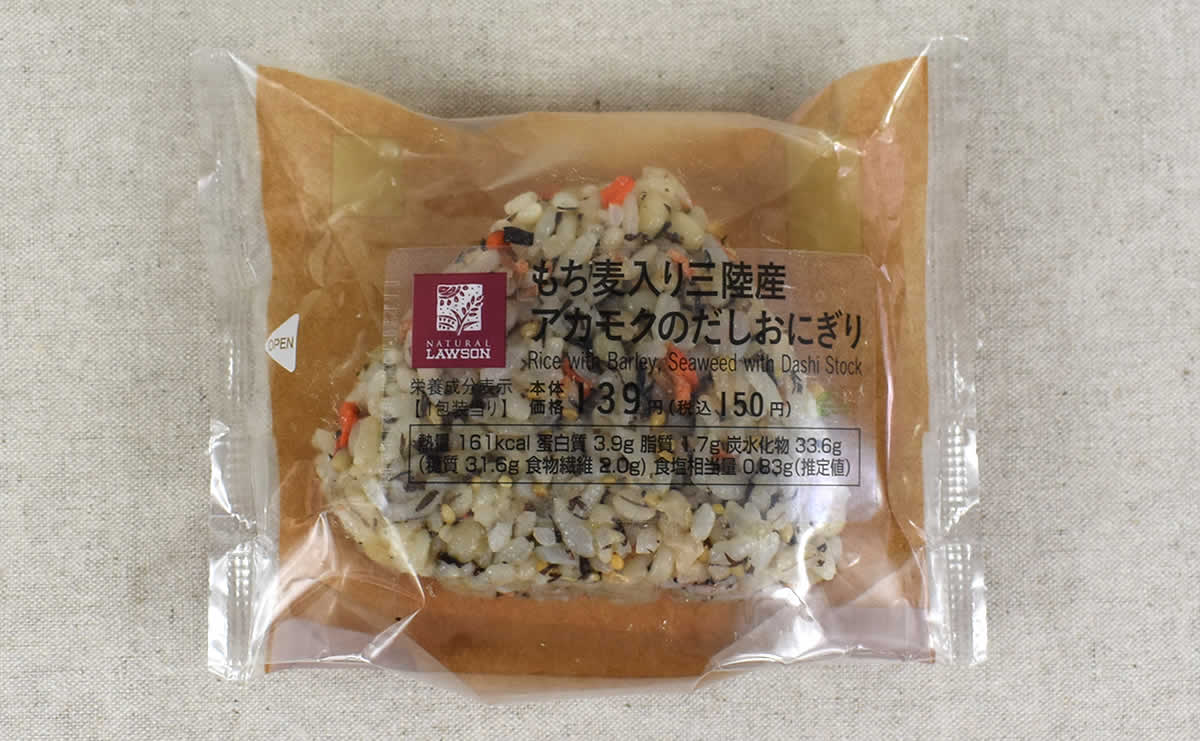 OPEN
NATURAL
LAWSON
もち麦入り三陸産
アカモクのだしおにぎり
Rice with Barley, Seaweed with Dashi Stock
栄養成分表示
【1包装当り】
本体価格 139円(税込150円)
熱量 161kcal 蛋白質 3.9g 脂質 1.7g 炭水化物 33.6g
(糖質 31.6g 食物繊維 2.0g) 食塩相当量 0.83g(推定値)